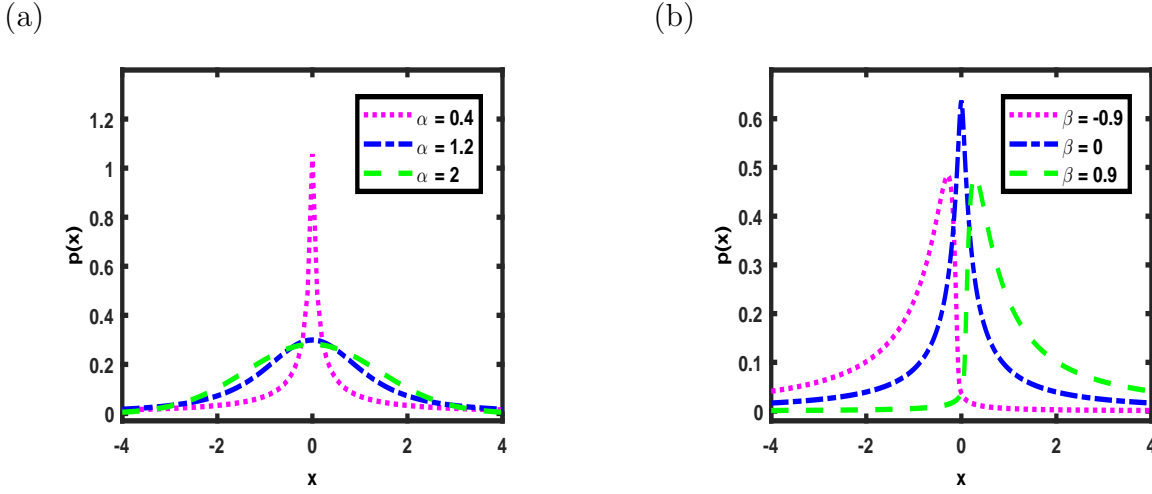 (a)
1.2
1
0.8
0.6
0.4
0.2
0
p(x)
-4 -2 0 2 4
x
α = 0.4
α = 1.2
α = 2
(b)
0.6
0.5
0.4
0.3
0.2
0.1
0
p(x)
-4 -2 0 2 4
x
β = -0.9
β = 0
β = 0.9